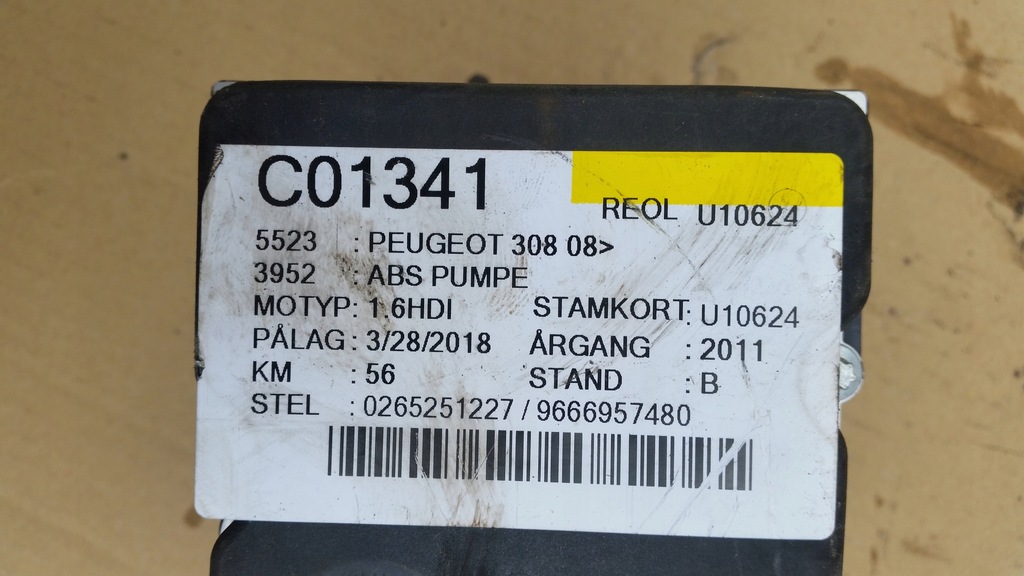 C01341
REOL U10624
5523 : PEUGEOT 308 08>
3952 : ABS PUMPE
MOTYP: 1.6HDI STAMKORT: U10624
PÅLAG: 3/28/2018 ÅRGANG : 2011
KM : 56 STAND : B
STEL : 0265251227 / 9666957480